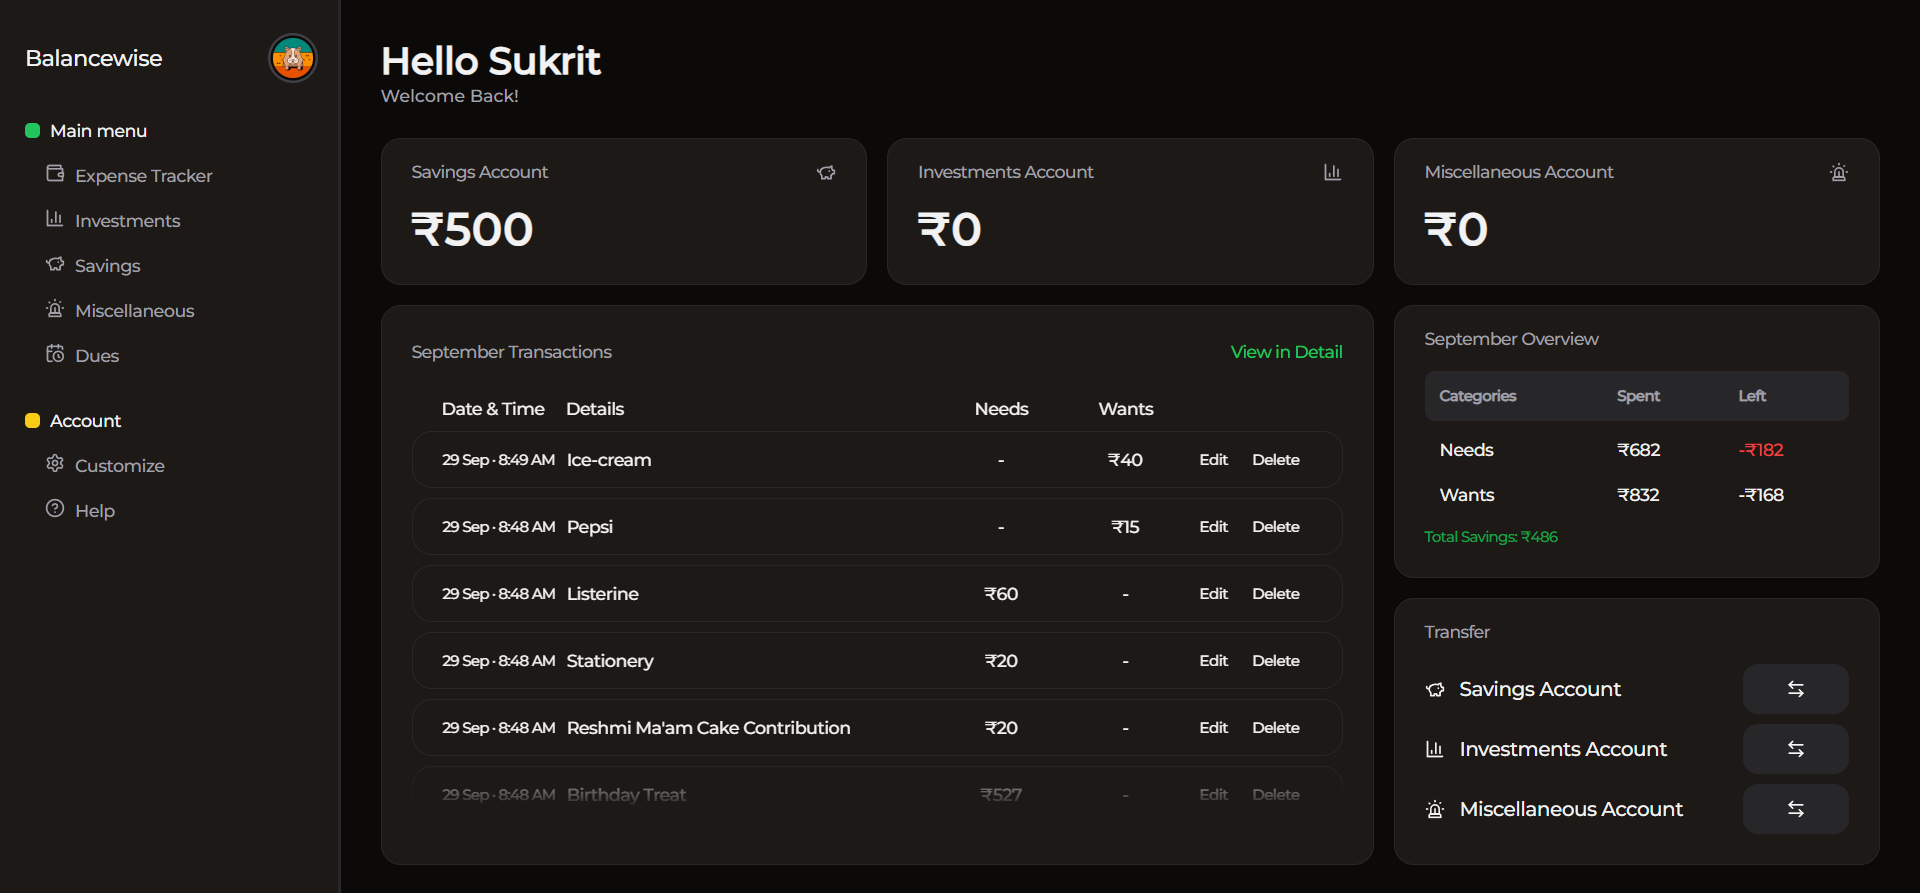 Balancewise
Main menu
Expense Tracker
Investments
Savings
Miscellaneous
Dues
Account
Customize
Help
Hello Sukrit
Welcome Back!
Savings Account
₹500
Investments Account
₹0
Miscellaneous Account
₹0
September Transactions View in Detail
Date & Time Details Needs Wants
29 Sep · 8:49 AM Ice-cream - ₹40 Edit Delete
29 Sep · 8:48 AM Pepsi - ₹15 Edit Delete
29 Sep · 8:48 AM Listerine ₹60 - Edit Delete
29 Sep · 8:48 AM Stationery ₹20 - Edit Delete
29 Sep · 8:48 AM Reshmi Ma'am Cake Contribution ₹20 - Edit Delete
29 Sep · 8:48 AM Birthday Treat ₹527 - Edit Delete
September Overview
Categories Spent Left
Needs ₹682 -₹182
Wants ₹832 -₹168
Total Savings: ₹486
Transfer
Savings Account
Investments Account
Miscellaneous Account